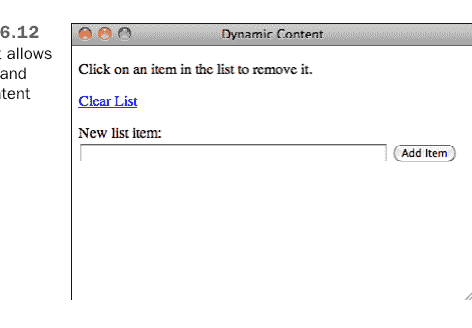 6.12
allows
and
tent
Dynamic Content
Click on an item in the list to remove it.
Clear List
New list item:
Add Item